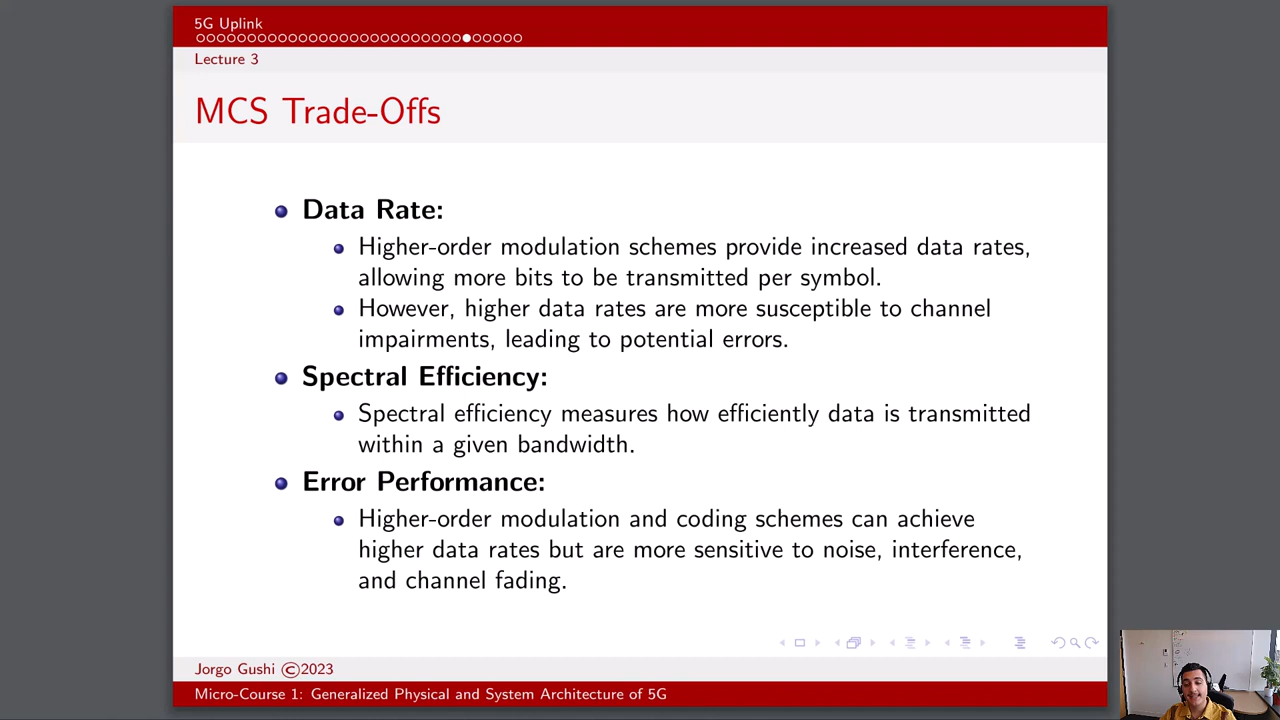 5G Uplink
Lecture 3
MCS Trade-Offs
Data Rate:
Higher-order modulation schemes provide increased data rates,
allowing more bits to be transmitted per symbol.
However, higher data rates are more susceptible to channel
impairments, leading to potential errors.
Spectral Efficiency:
Spectral efficiency measures how efficiently data is transmitted
within a given bandwidth.
Error Performance:
Higher-order modulation and coding schemes can achieve
higher data rates but are more sensitive to noise, interference,
and channel fading.
Jorgo Gushi ©2023
Micro-Course 1: Generalized Physical and System Architecture of 5G